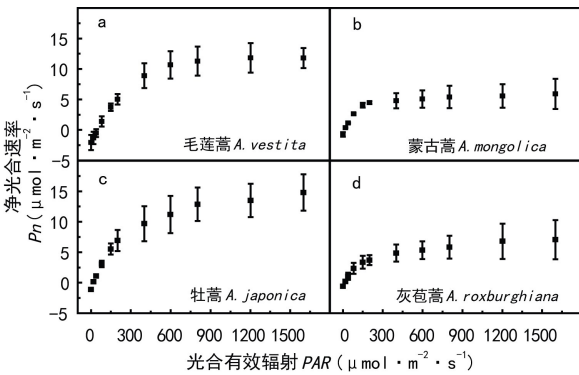 a
b
15
10
5
0
-5
毛莲蒿 A.vestita
蒙古蒿 A.mongolica
净光合速率
Pn(μmol·m⁻²·s⁻¹)
c
d
15
10
5
0
-5
牡蒿 A.japonica
灰苞蒿 A.roxburghiana
0 300 600 900 1200 1500
0 300 600 900 1200 1500
光合有效辐射 PAR(μmol·m⁻²·s⁻¹)